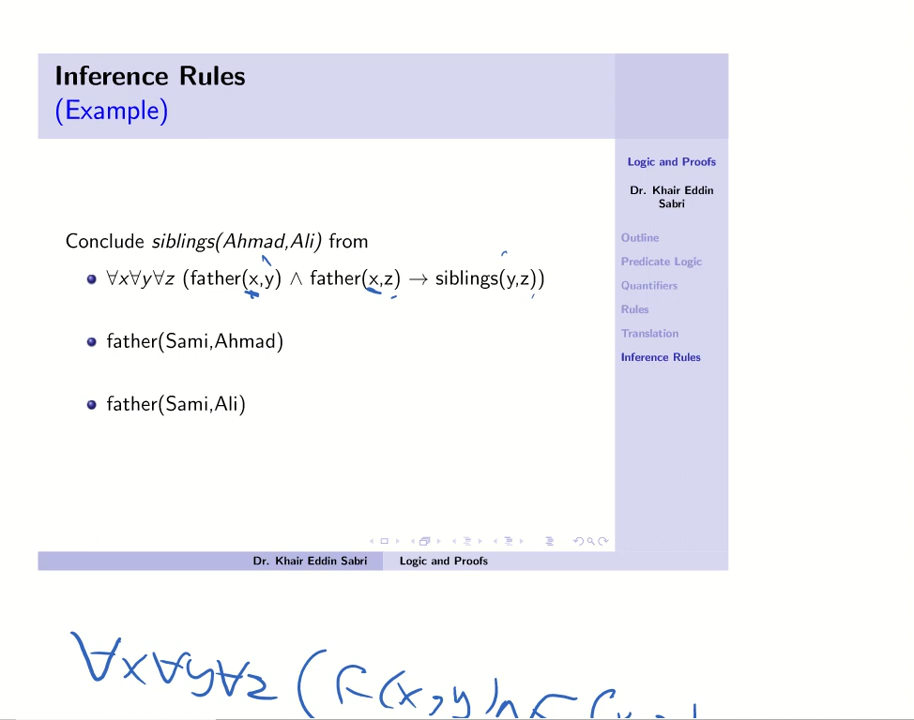 Inference Rules
(Example)
Logic and Proofs
Dr. Khair Eddin
Sabri
Outline
Predicate Logic
Quantifiers
Rules
Translation
Inference Rules
Conclude siblings(Ahmad,Ali) from
∀x∀y∀z (father(x,y) ∧ father(x,z) → siblings(y,z))
father(Sami,Ahmad)
father(Sami,Ali)
Dr. Khair Eddin Sabri Logic and Proofs
∀x∀y∀z (F(x,y)∧F(